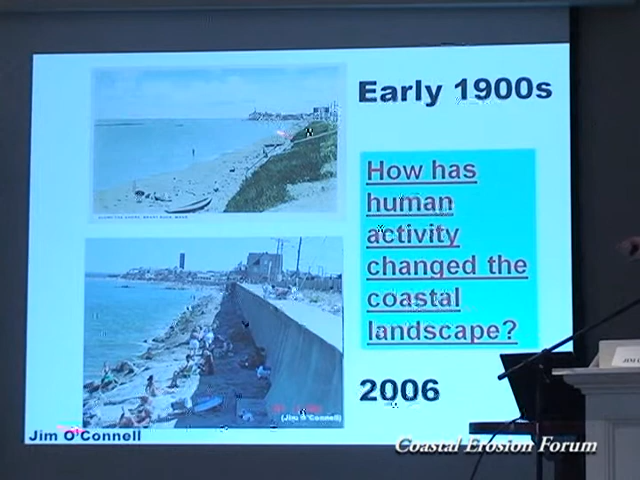 Early 1900s
How has
human
activity
changed the
coastal
landscape?
2006
(Jim O'Connell)
Jim O'Connell
Coastal Erosion Forum